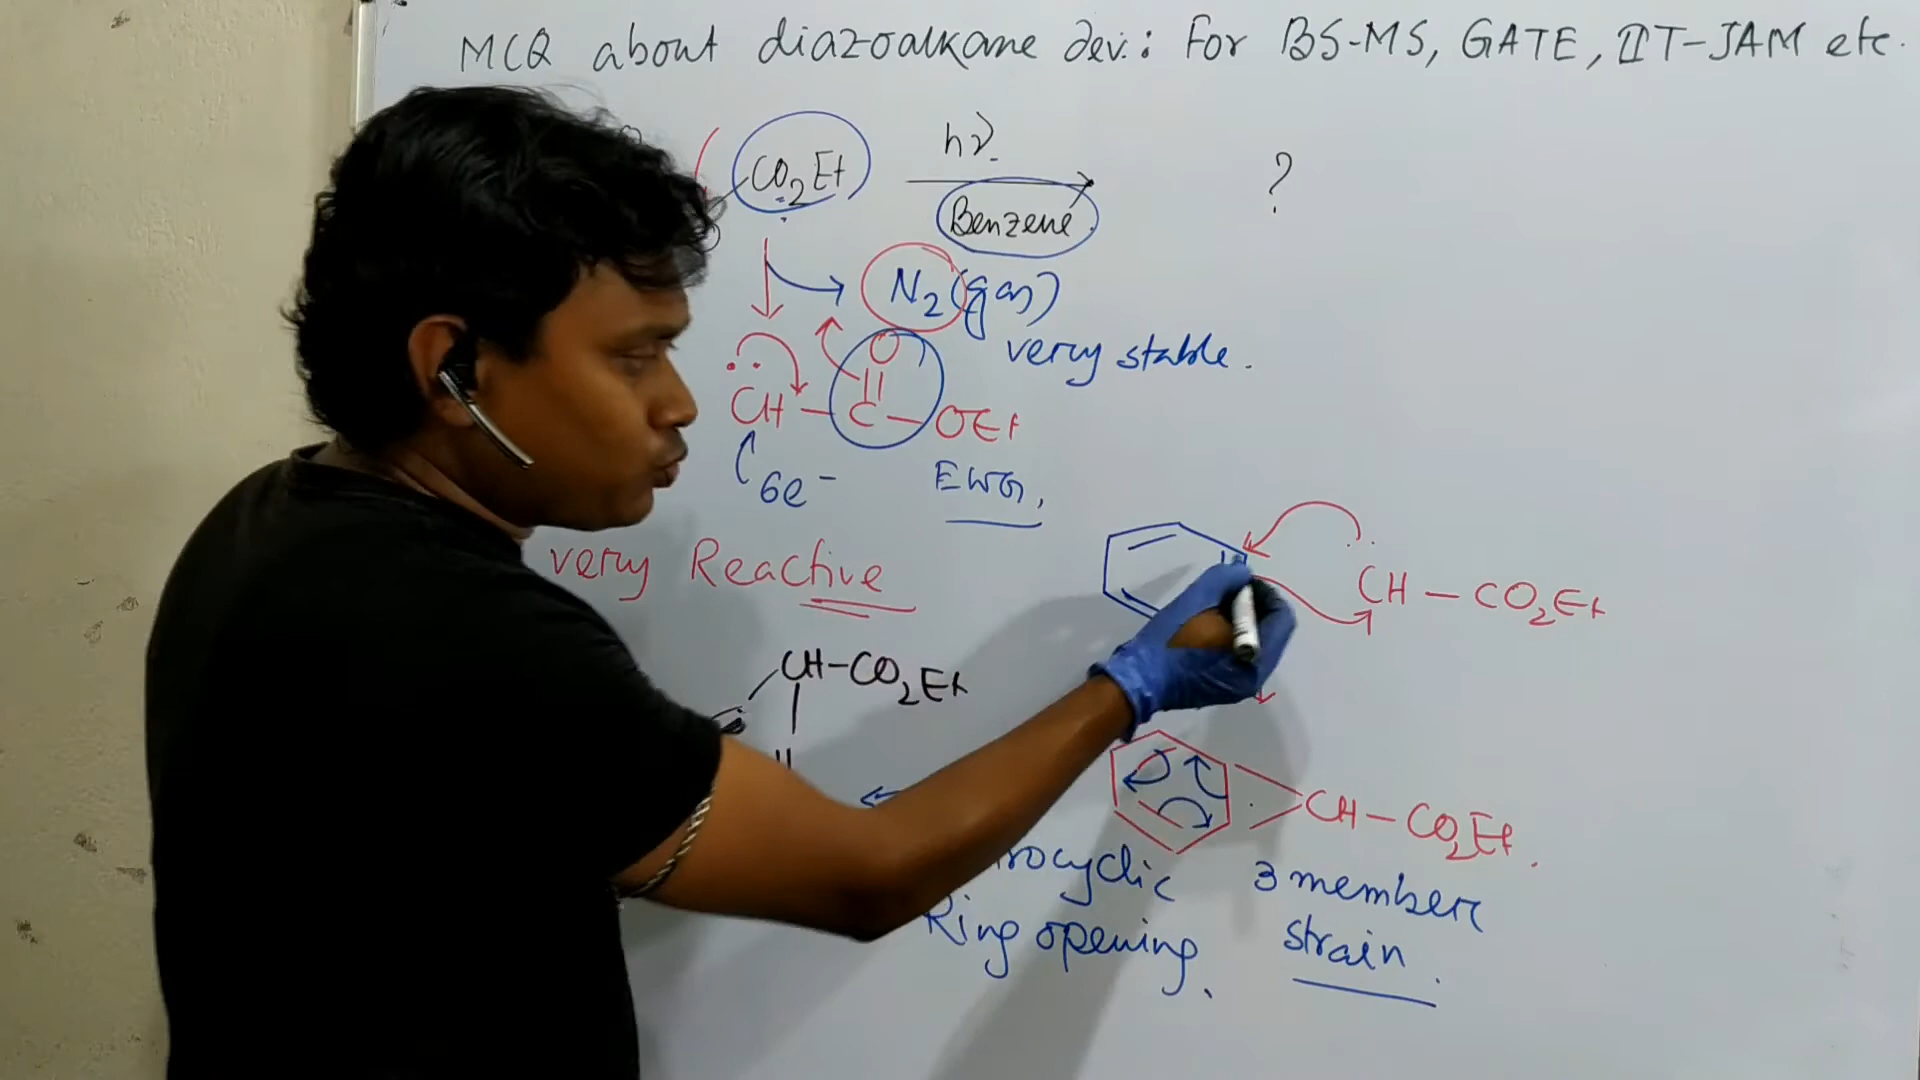 MCQ about diazoalkane dev.: For BS-MS, GATE, IIT-JAM etc.
CO2Et hν ?
Benzene
N2 (gas)
very stable.
O
CH — C — OEt
6e- EWG,
very Reactive
CH — CO2Et
CH-CO2Et
CH-CO2Et.
3 member
Ring opening. strain.